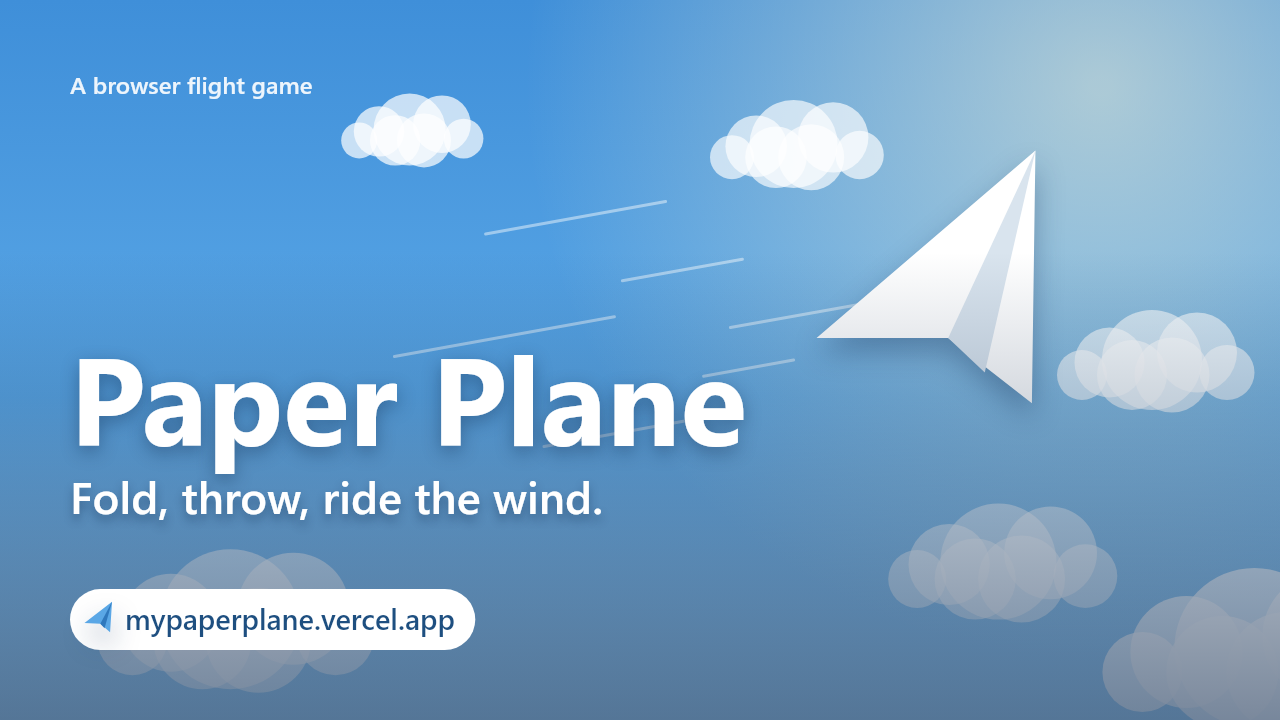 A browser flight game
Paper Plane
Fold, throw, ride the wind.
mypaperplane.vercel.app